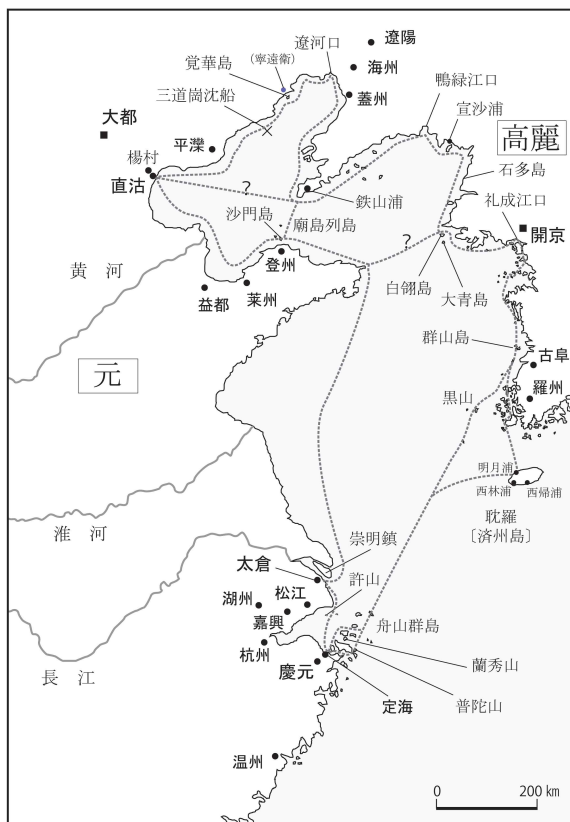 遼陽
遼河口
(寧遠衛)
覚華島
海州
三道崗沈船
蓋州
鴨緑江口
宣沙浦
大都
高麗
平灤
楊村
直沽
石多島
礼成江口
?
鉄山浦
沙門島
廟島列島
?
開京
登州
黄河
白翎島
大青島
益都
莱州
群山島
古阜
元
黒山
羅州
明月浦
西林浦
西帰浦
淮河
耽羅
〔済州島〕
崇明鎮
太倉
許山
湖州
松江
嘉興
舟山群島
杭州
蘭秀山
長江
慶元
定海
普陀山
温州
0 200 km